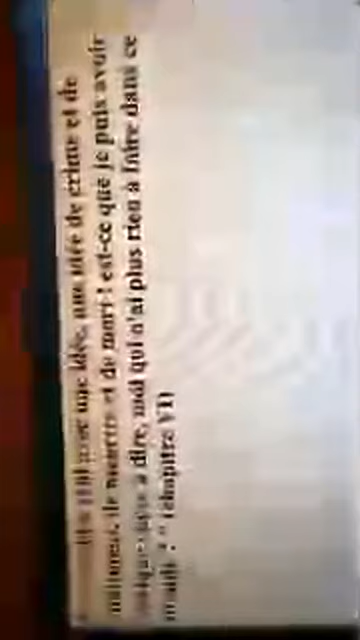 avec une idée, une idée de crime et de
de meurtre et de mort ! est-ce que je puis avoir
à dire, moi qui n'ai plus rien à faire dans ce
? " (chapitre VI)